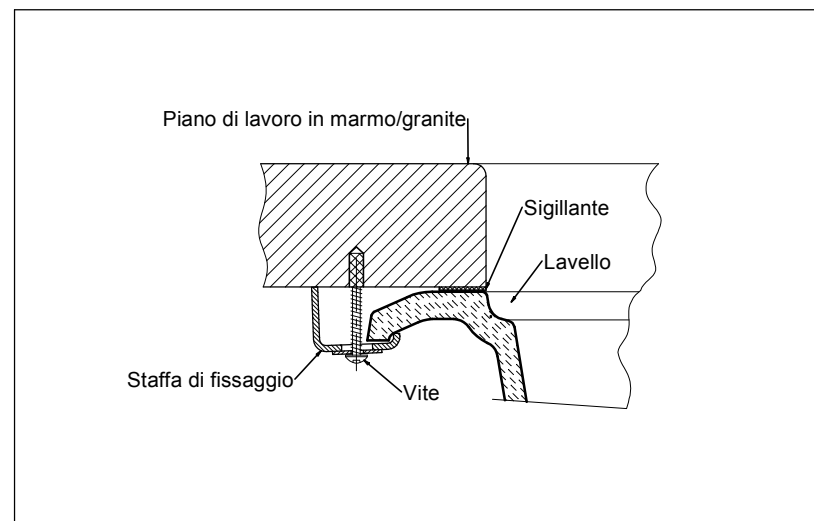 Piano di lavoro in marmo/granite
Sigillante
Lavello
Staffa di fissaggio
Vite